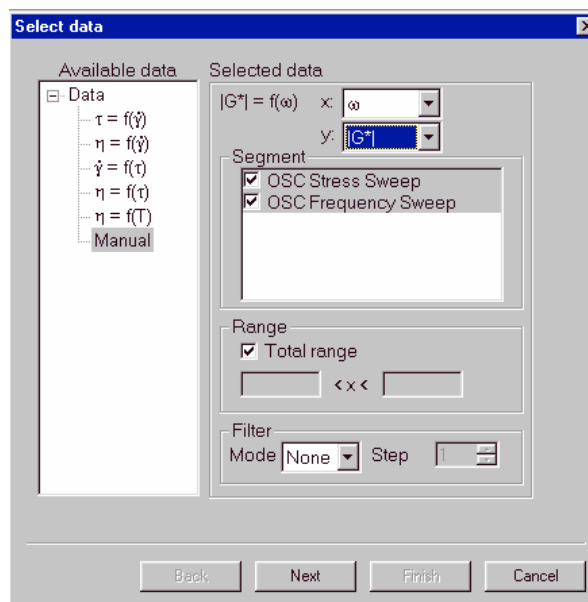 Select data
Available data
Data
τ = f(γ̇)
η = f(γ̇)
γ̇ = f(τ)
η = f(τ)
η = f(T)
Manual
Selected data
|G*| = f(ω) x: ω
y: |G*|
Segment
OSC Stress Sweep
OSC Frequency Sweep
Range
Total range
< x <
Filter
Mode None Step 1
Back Next Finish Cancel